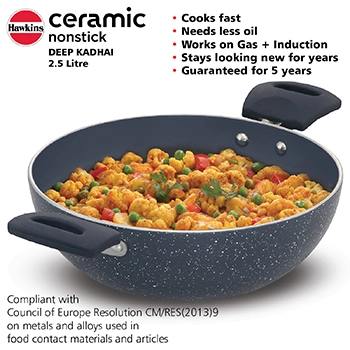 Hawkins
ceramic
nonstick
DEEP KADHAI
2.5 Litre
• Cooks fast
• Needs less oil
• Works on Gas + Induction
• Stays looking new for years
• Guaranteed for 5 years
Compliant with
Council of Europe Resolution CM/RES(2013)9
on metals and alloys used in
food contact materials and articles